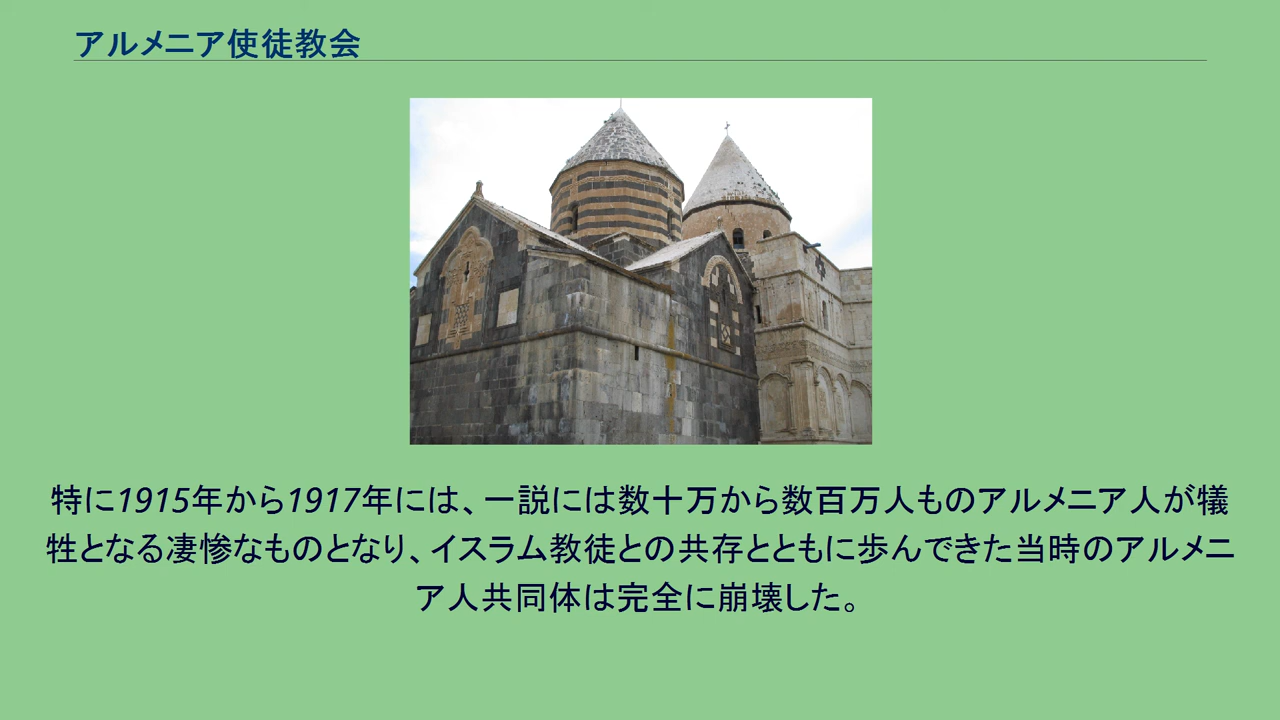 アルメニア使徒教会
特に1915年から1917年には、一説には数十万から数百万人ものアルメニア人が犠
牲となる凄惨なものとなり、イスラム教徒との共存とともに歩んできた当時のアルメニ
ア人共同体は完全に崩壊した。